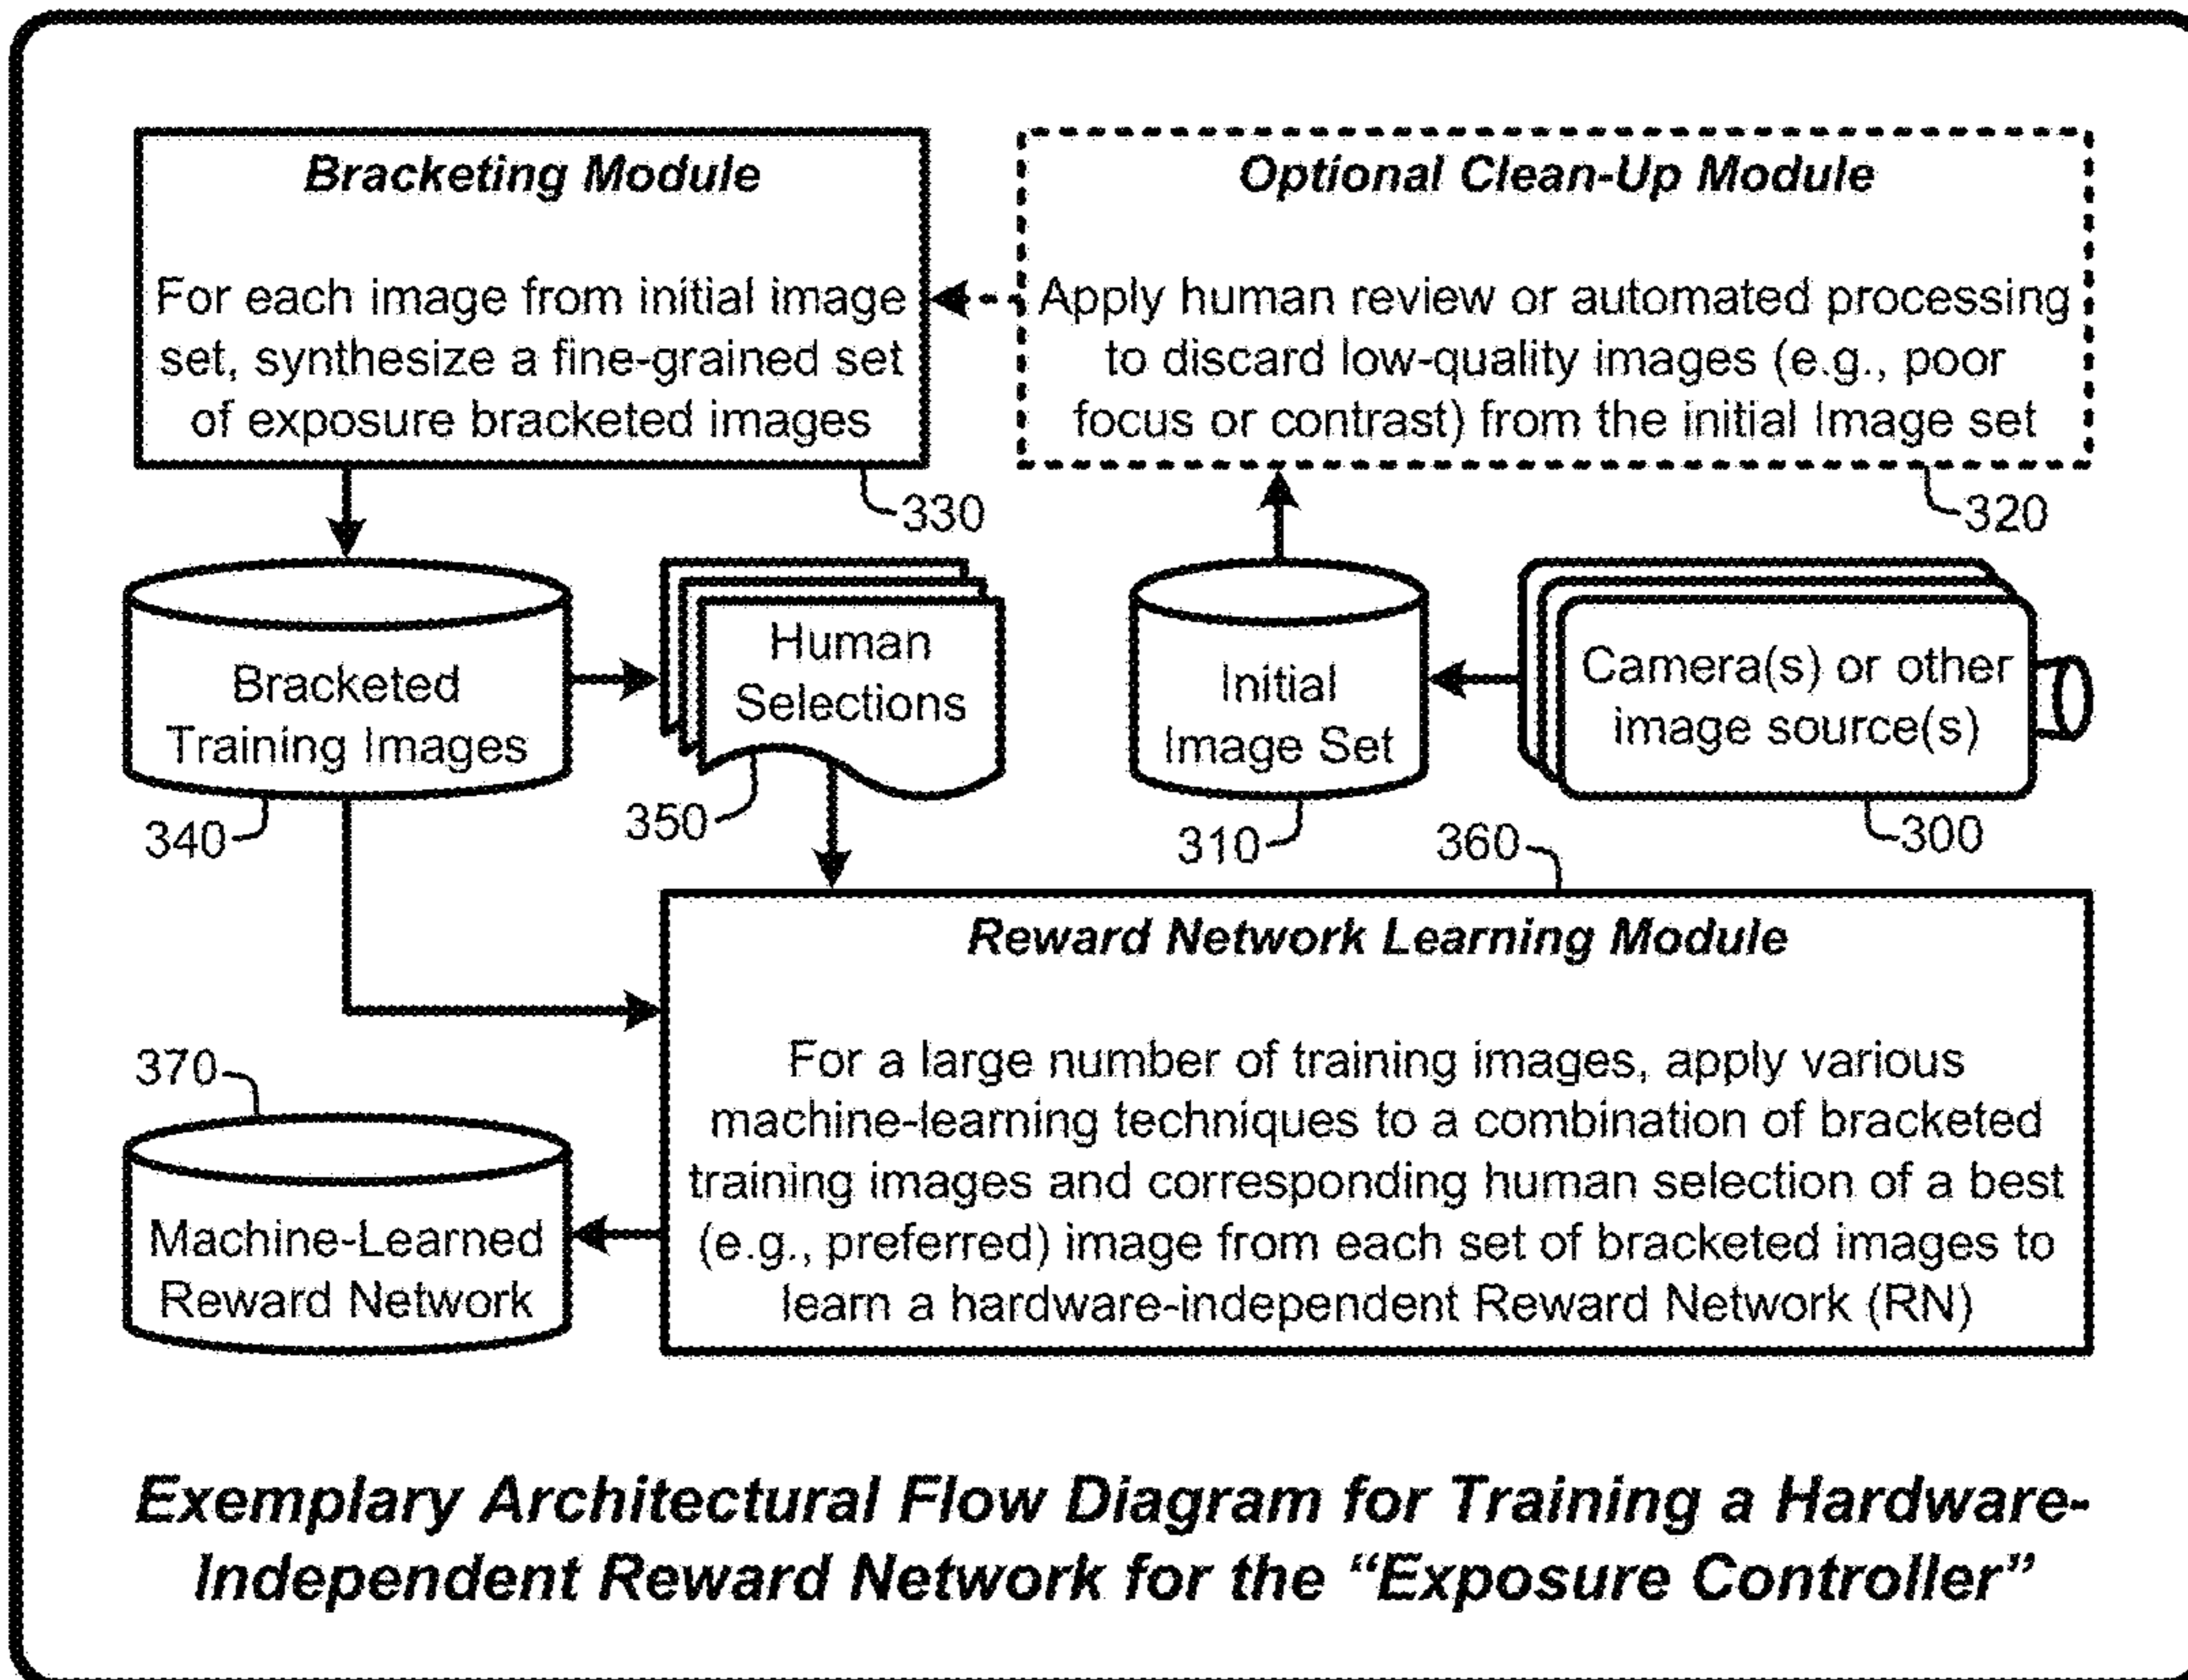 Bracketing Module
For each image from initial image
set, synthesize a fine-grained set
of exposure bracketed images
330
Optional Clean-Up Module
Apply human review or automated processing
to discard low-quality images (e.g., poor
focus or contrast) from the initial Image set
320
Bracketed
Training Images
340
Human
Selections
350
Initial
Image Set
310
Camera(s) or other
image source(s)
300
360
Reward Network Learning Module
For a large number of training images, apply various
machine-learning techniques to a combination of bracketed
training images and corresponding human selection of a best
(e.g., preferred) image from each set of bracketed images to
learn a hardware-independent Reward Network (RN)
370
Machine-Learned
Reward Network
Exemplary Architectural Flow Diagram for Training a Hardware-
Independent Reward Network for the “Exposure Controller”